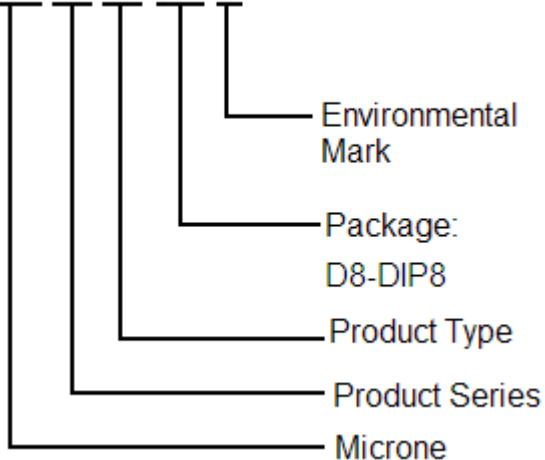 Environmental
Mark
Package:
D8-DIP8
Product Type
Product Series
Microne